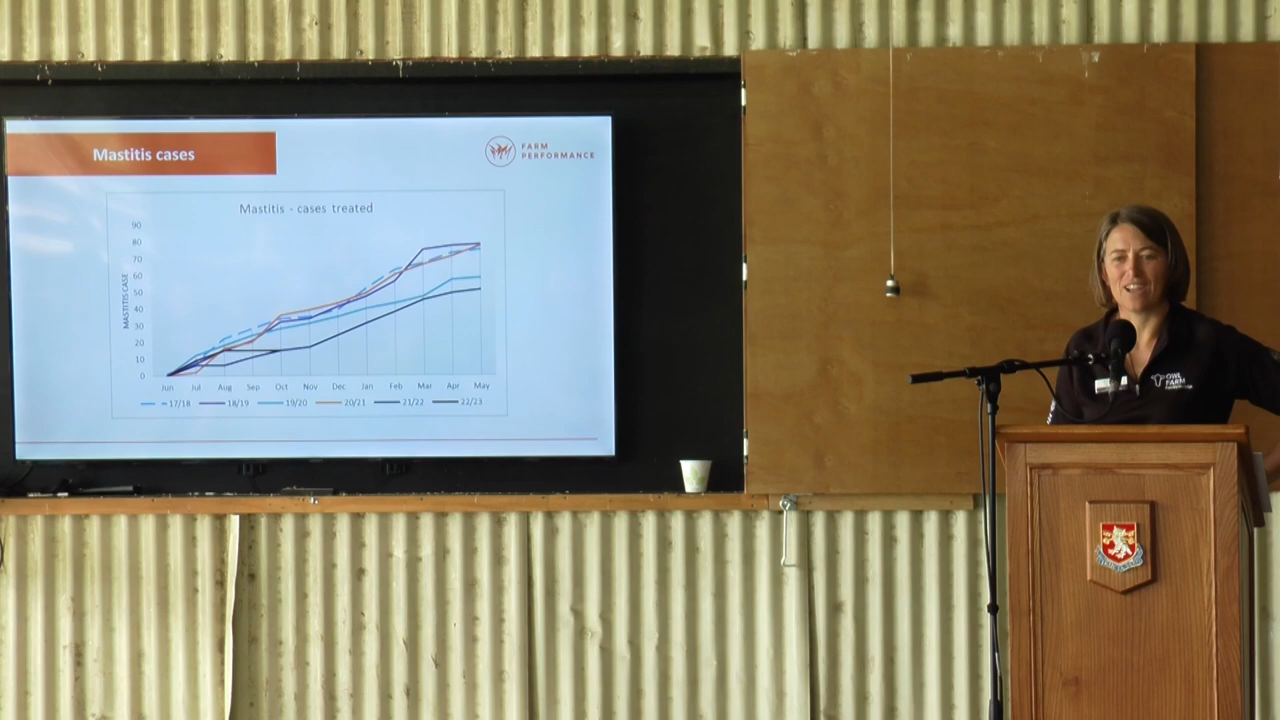 Mastitis cases
FARM
PERFORMANCE
Mastitis - cases treated
MASTITIS CASE
90
80
70
60
50
40
30
20
10
0
Jun Jul Aug Sep Oct Nov Dec Jan Feb Mar Apr May
17/18 18/19 19/20 20/21 21/22 22/23
OWL
FARM